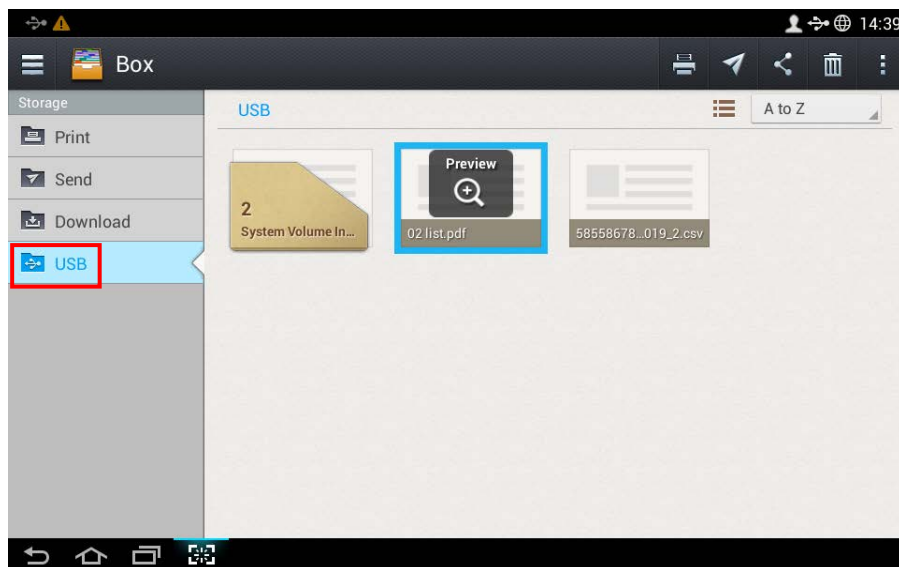 14:39
Box
Storage
Print
Send
Download
USB
USB
A to Z
2
System Volume In...
Preview
02 list.pdf
58558678...019_2.csv